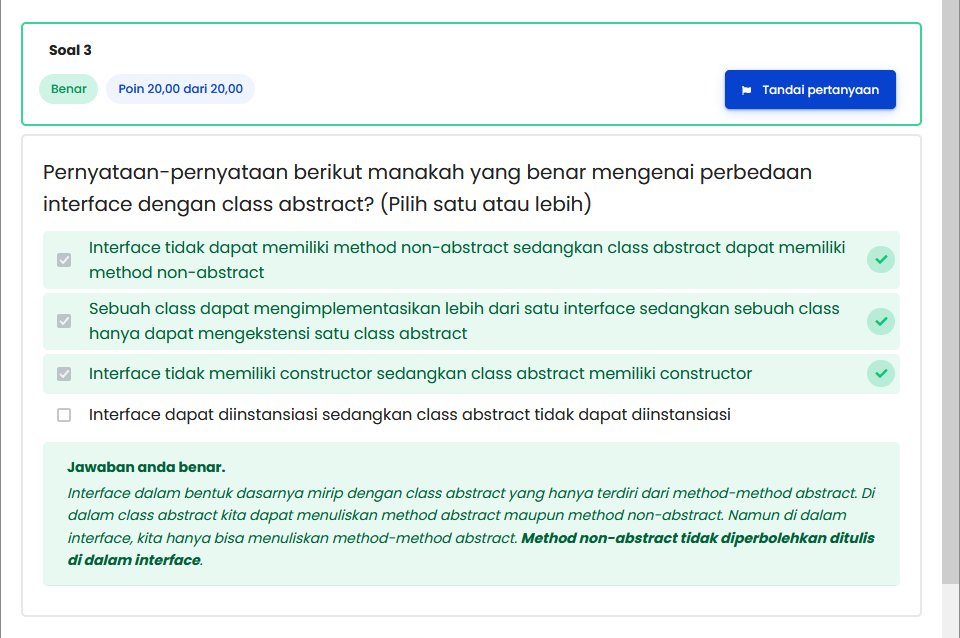 Soal 3
Benar
Poin 20,00 dari 20,00
Tandai pertanyaan
Pernyataan-pernyataan berikut manakah yang benar mengenai perbedaan
interface dengan class abstract? (Pilih satu atau lebih)
Interface tidak dapat memiliki method non-abstract sedangkan class abstract dapat memiliki
method non-abstract
Sebuah class dapat mengimplementasikan lebih dari satu interface sedangkan sebuah class
hanya dapat mengekstensi satu class abstract
Interface tidak memiliki constructor sedangkan class abstract memiliki constructor
Interface dapat diinstansiasi sedangkan class abstract tidak dapat diinstansiasi
Jawaban anda benar.
Interface dalam bentuk dasarnya mirip dengan class abstract yang hanya terdiri dari method-method abstract. Di
dalam class abstract kita dapat menuliskan method abstract maupun method non-abstract. Namun di dalam
interface, kita hanya bisa menuliskan method-method abstract. Method non-abstract tidak diperbolehkan ditulis
di dalam interface.